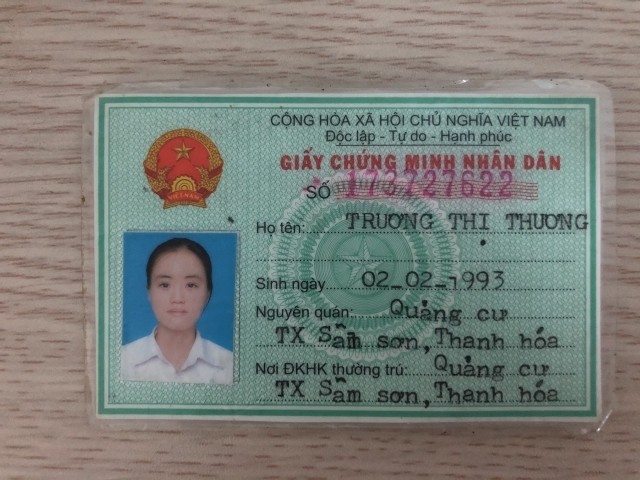 CỘNG HÒA XÃ HỘI CHỦ NGHĨA VIỆT NAM
Độc lập - Tự do - Hạnh phúc
GIẤY CHỨNG MINH NHÂN DÂN
SỐ 173727622
VIỆT NAM
Họ tên: TRƯƠNG THỊ THƯƠNG
Sinh ngày 02-02-1993
Nguyên quán: Quảng cư
TX Sầm sơn, Thanh hóa
Nơi ĐKHK thường trú: Quảng cư
TX Sầm sơn, Thanh hóa